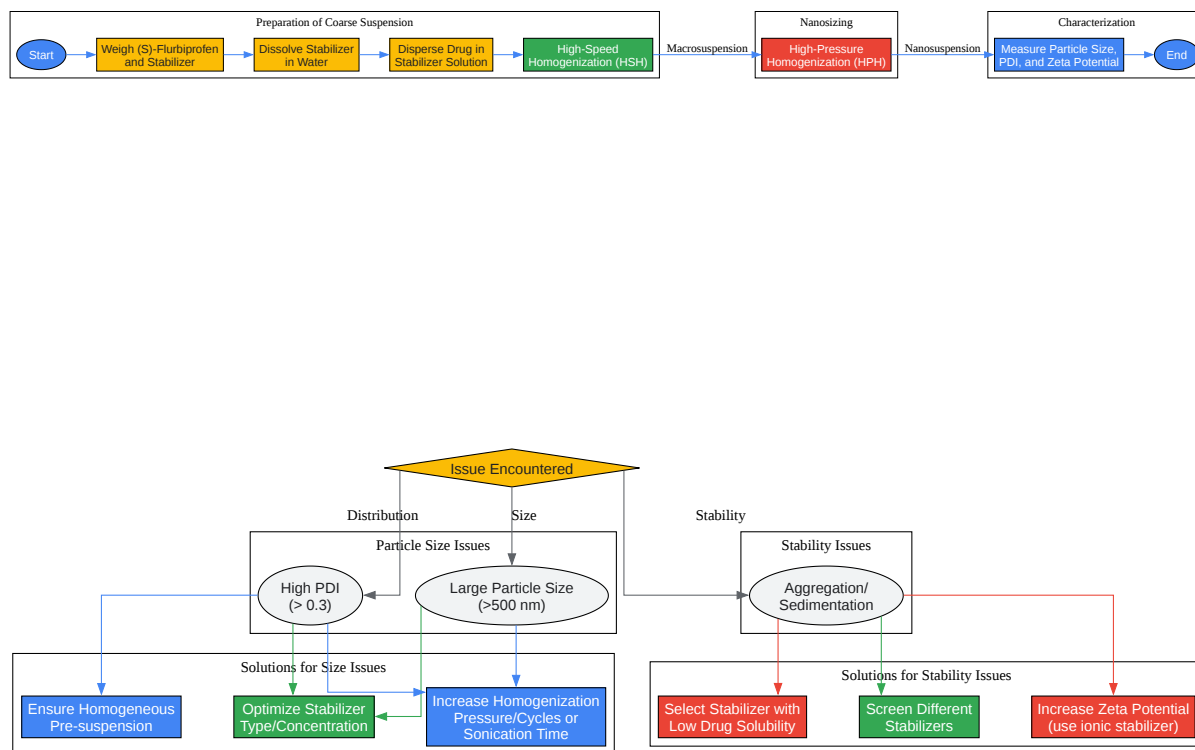 Preparation of Coarse Suspension
Nanosizing
Characterization
Start
Weigh (S)-Flurbiprofen
and Stabilizer
Dissolve Stabilizer
in Water
Disperse Drug in
Stabilizer Solution
High-Speed
Homogenization (HSH)
Macrosuspension
High-Pressure
Homogenization (HPH)
Nanosuspension
Measure Particle Size,
PDI, and Zeta Potential
End
Issue Encountered
Distribution
Size
Stability
Particle Size Issues
Stability Issues
High PDI
(> 0.3)
Large Particle Size
(>500 nm)
Aggregation/
Sedimentation
Solutions for Size Issues
Solutions for Stability Issues
Ensure Homogeneous
Pre-suspension
Optimize Stabilizer
Type/Concentration
Increase Homogenization
Pressure/Cycles or
Sonication Time
Select Stabilizer with
Low Drug Solubility
Screen Different
Stabilizers
Increase Zeta Potential
(use ionic stabilizer)